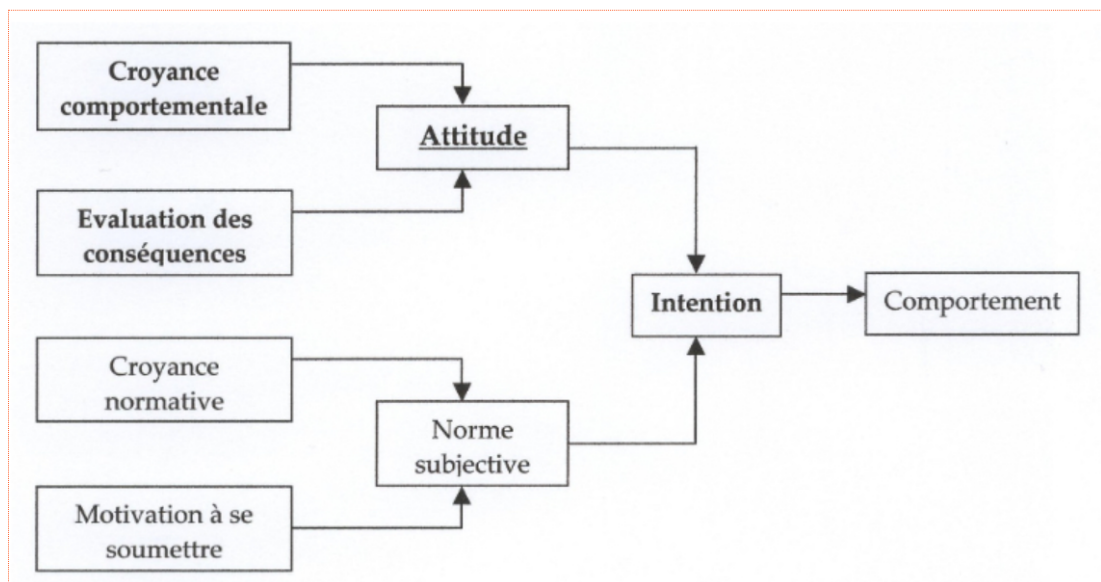 Croyance
comportementale
Attitude
Evaluation des
conséquences
Intention
Comportement
Croyance
normative
Norme
subjective
Motivation à se
soumettre